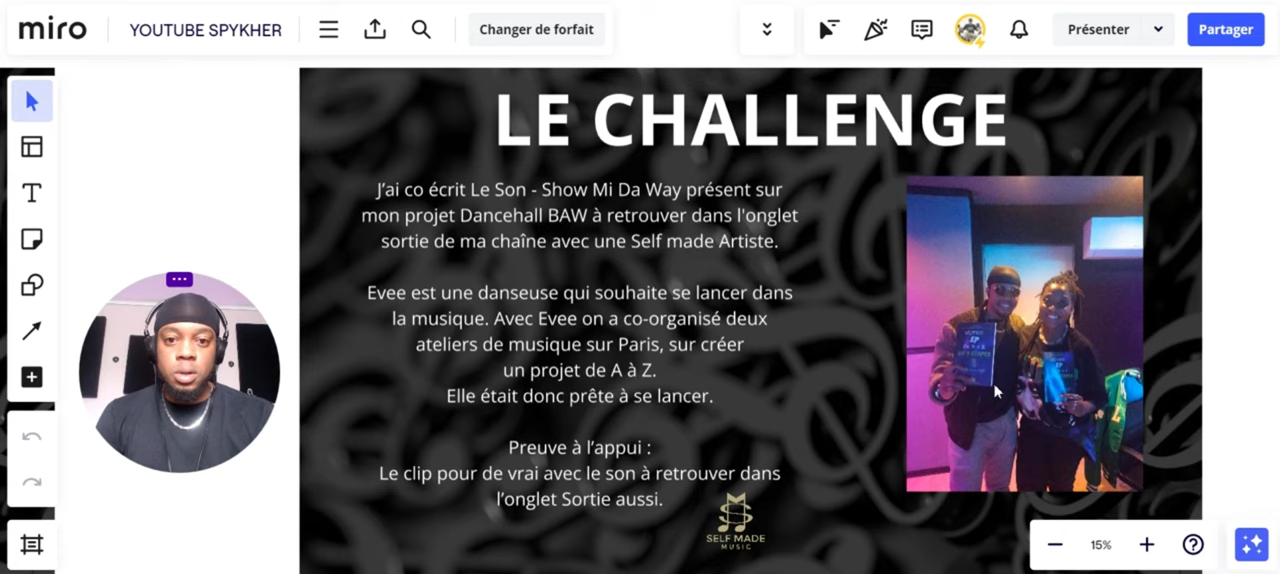 miro
YOUTUBE SPYKHER
Changer de forfait
Présenter
Partager
LE CHALLENGE
J'ai co écrit Le Son - Show Mi Da Way présent sur
mon projet Dancehall BAW à retrouver dans l'onglet
sortie de ma chaîne avec une Self made Artiste.
Evee est une danseuse qui souhaite se lancer dans
la musique. Avec Evee on a co-organisé deux
ateliers de musique sur Paris, sur créer
un projet de A à Z.
Elle était donc prête à se lancer.
Preuve à l'appui :
Le clip pour de vrai avec le son à retrouver dans
l'onglet Sortie aussi.
SELF MADE
MUSIC
15%